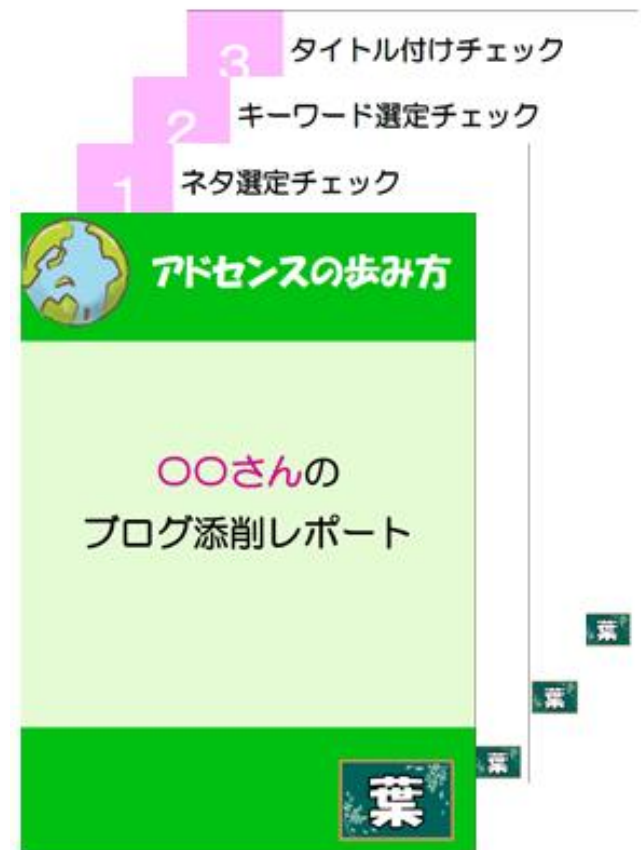 3 タイトル付けチェック
2 キーワード選定チェック
1 ネタ選定チェック
アドセンスの歩み方
〇〇さんの
ブログ添削レポート
葉
葉
葉
葉